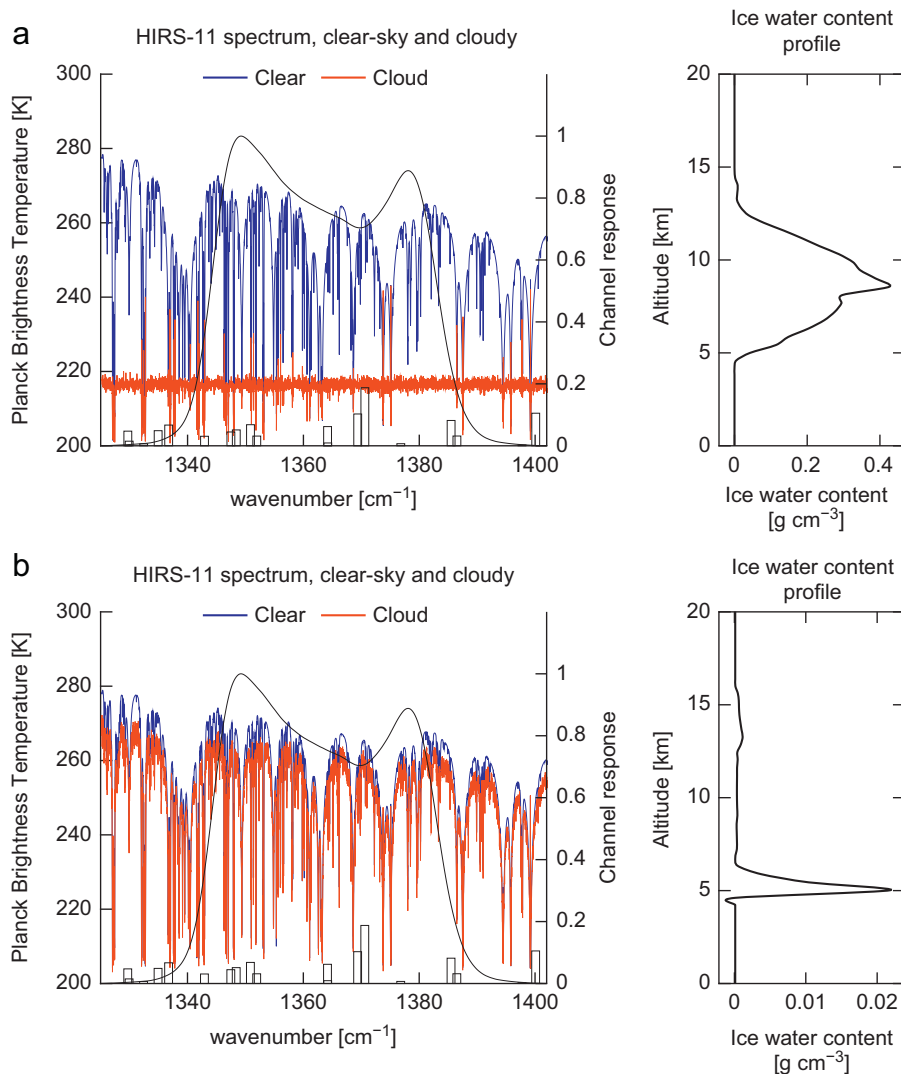 a
HIRS-11 spectrum, clear-sky and cloudy
Clear
Cloud
Planck Brightness Temperature [K]
300
280
260
240
220
200
1340
1360
1380
1400
wavenumber [cm⁻¹]
1
0.8
0.6
0.4
0.2
0
Channel response
Ice water content
profile
Altitude [km]
20
15
10
5
0
0
0.2
0.4
Ice water content
[g cm⁻³]
b
HIRS-11 spectrum, clear-sky and cloudy
Clear
Cloud
Planck Brightness Temperature [K]
300
280
260
240
220
200
1340
1360
1380
1400
wavenumber [cm⁻¹]
1
0.8
0.6
0.4
0.2
0
Channel response
Ice water content
profile
Altitude [km]
20
15
10
5
0
0
0.01
0.02
Ice water content
[g cm⁻³]